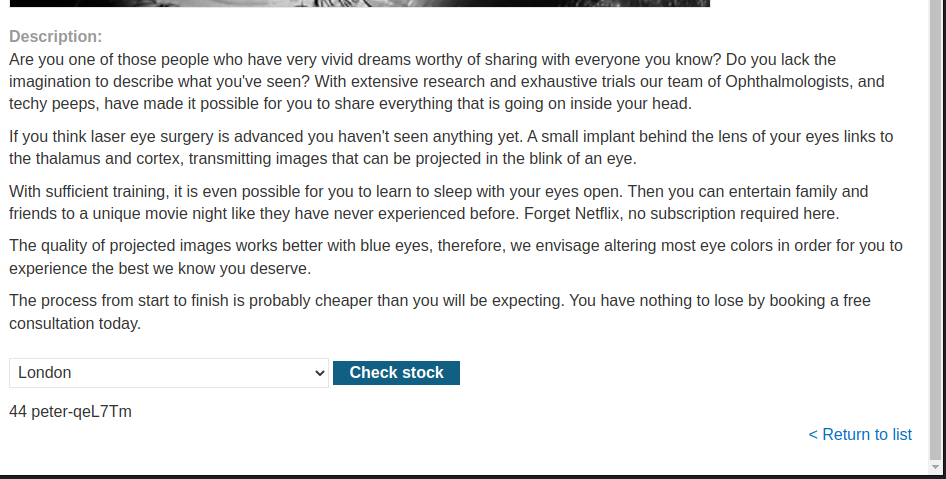 Description:
Are you one of those people who have very vivid dreams worthy of sharing with everyone you know? Do you lack the
imagination to describe what you've seen? With extensive research and exhaustive trials our team of Ophthalmologists, and
techy peeps, have made it possible for you to share everything that is going on inside your head.
If you think laser eye surgery is advanced you haven't seen anything yet. A small implant behind the lens of your eyes links to
the thalamus and cortex, transmitting images that can be projected in the blink of an eye.
With sufficient training, it is even possible for you to learn to sleep with your eyes open. Then you can entertain family and
friends to a unique movie night like they have never experienced before. Forget Netflix, no subscription required here.
The quality of projected images works better with blue eyes, therefore, we envisage altering most eye colors in order for you to
experience the best we know you deserve.
The process from start to finish is probably cheaper than you will be expecting. You have nothing to lose by booking a free
consultation today.
London Check stock
44 peter-qeL7Tm
< Return to list